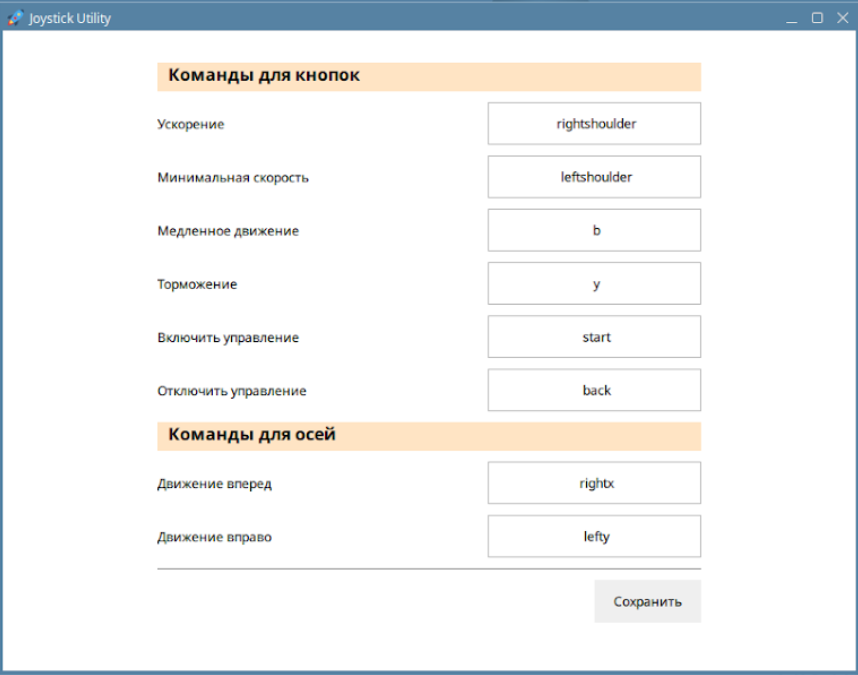 Joystick Utility
Команды для кнопок
Ускорение rightshoulder
Минимальная скорость leftshoulder
Медленное движение b
Торможение y
Включить управление start
Отключить управление back
Команды для осей
Движение вперед rightx
Движение вправо lefty
Сохранить